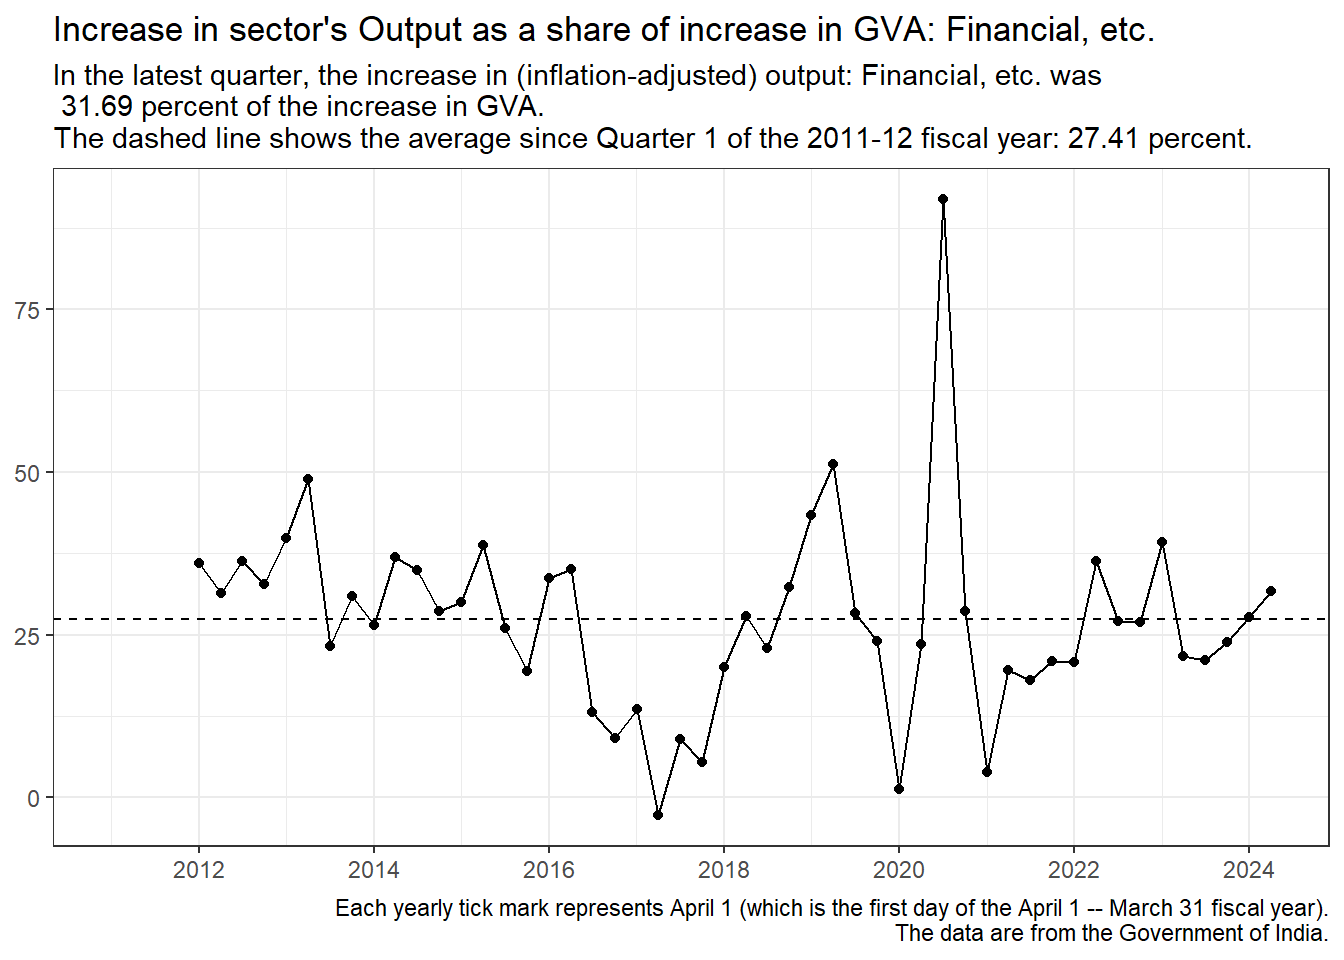 Increase in sector's Output as a share of increase in GVA: Financial, etc.
In the latest quarter, the increase in (inflation-adjusted) output: Financial, etc. was
31.69 percent of the increase in GVA.
The dashed line shows the average since Quarter 1 of the 2011-12 fiscal year: 27.41 percent.
75
50
25
0
2012 2014 2016 2018 2020 2022 2024
Each yearly tick mark represents April 1 (which is the first day of the April 1 -- March 31 fiscal year).
The data are from the Government of India.